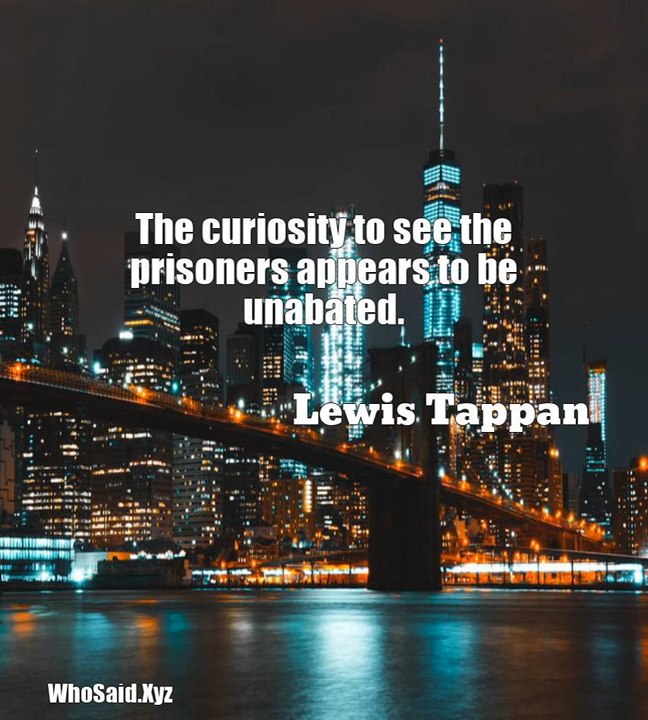 The curiosity to see the
prisoners appears to be
unabated.
Lewis Tappan
WhoSaid.Xyz